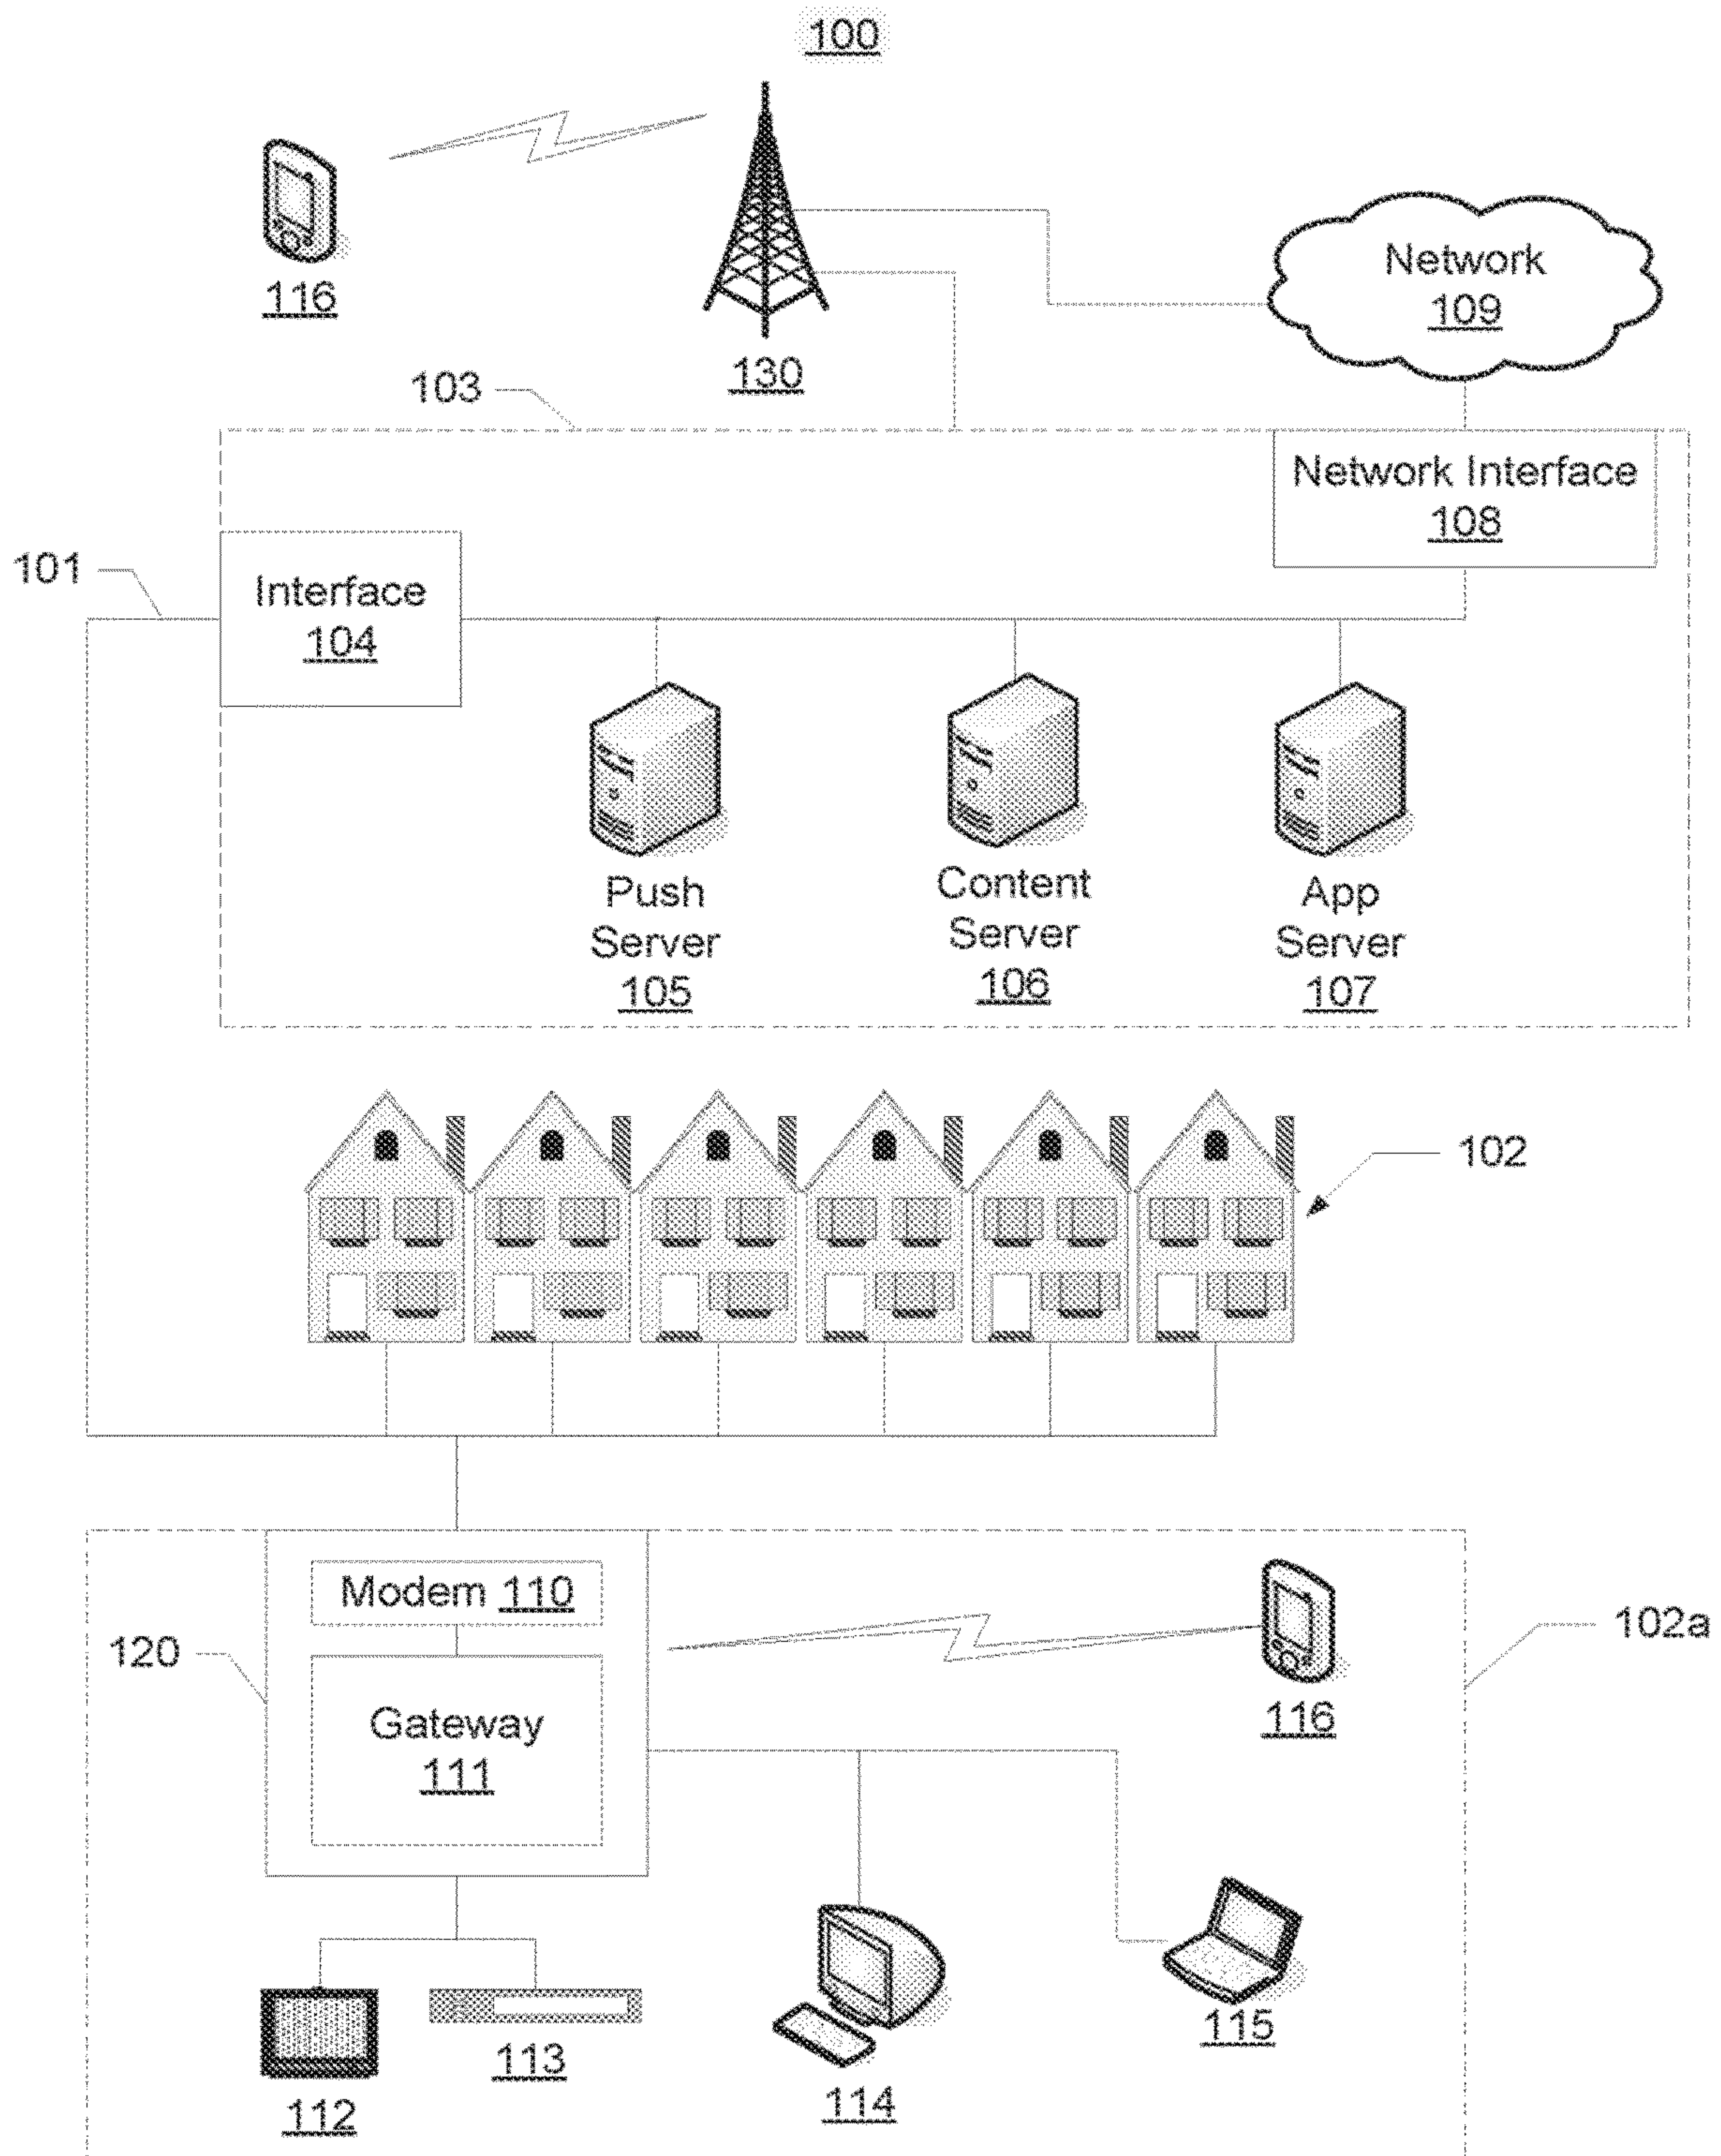 100
116
130
Network
109
103
Network Interface
108
101
Interface
104
Push
Server
105
Content
Server
106
App
Server
107
102
Modem 110
120
102a
116
Gateway
111
112
113
114
115